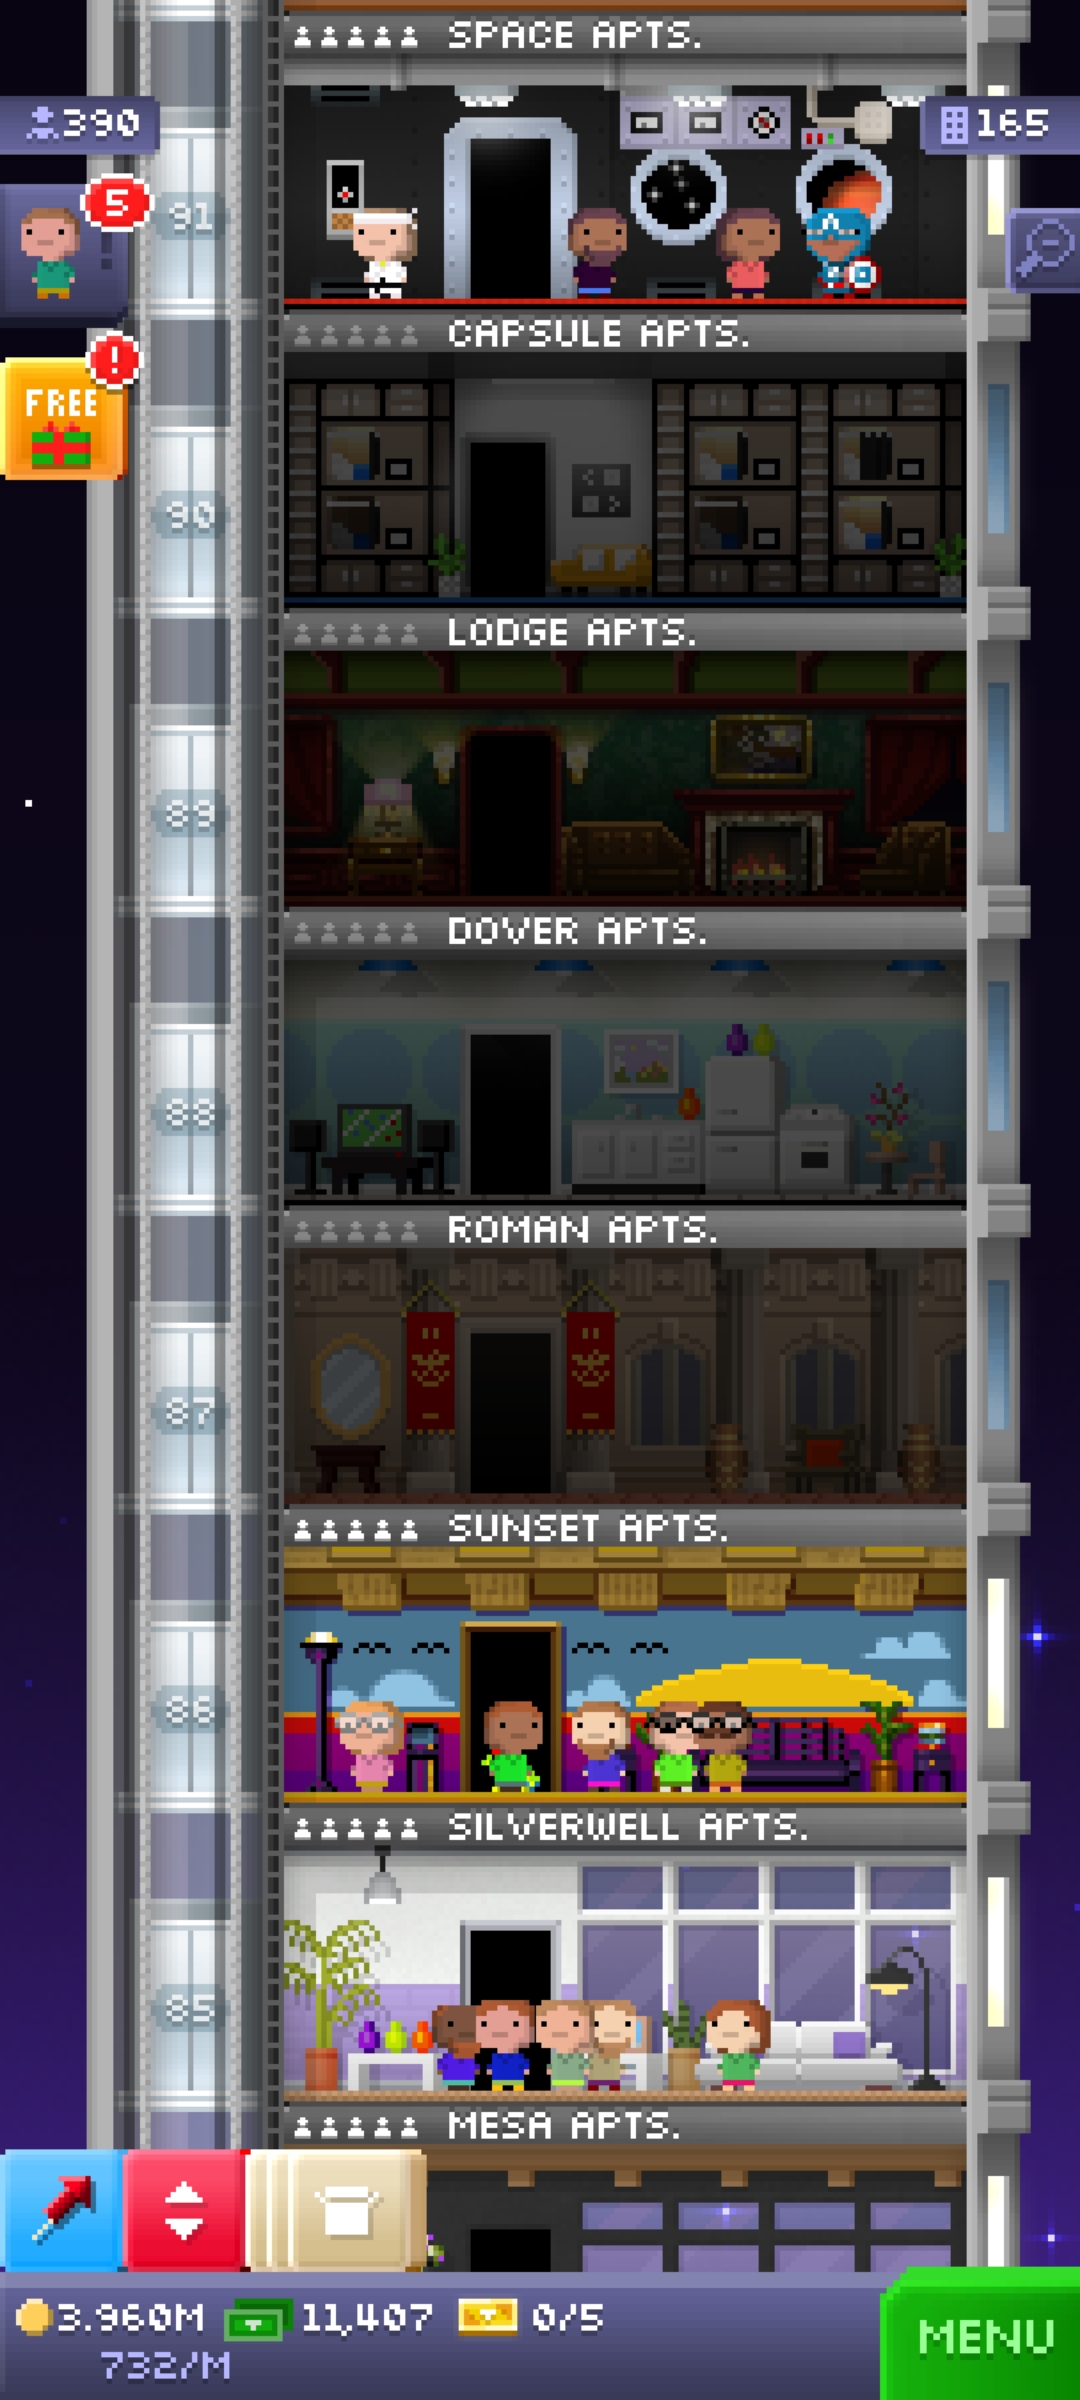 SPACE APTS.
390
165
5
91
CAPSULE APTS.
!
FREE
90
LODGE APTS.
89
DOVER APTS.
88
ROMAN APTS.
87
SUNSET APTS.
86
SILVERWELL APTS.
85
MESA APTS.
3.960M 11,407 0/5
732/M
MENU